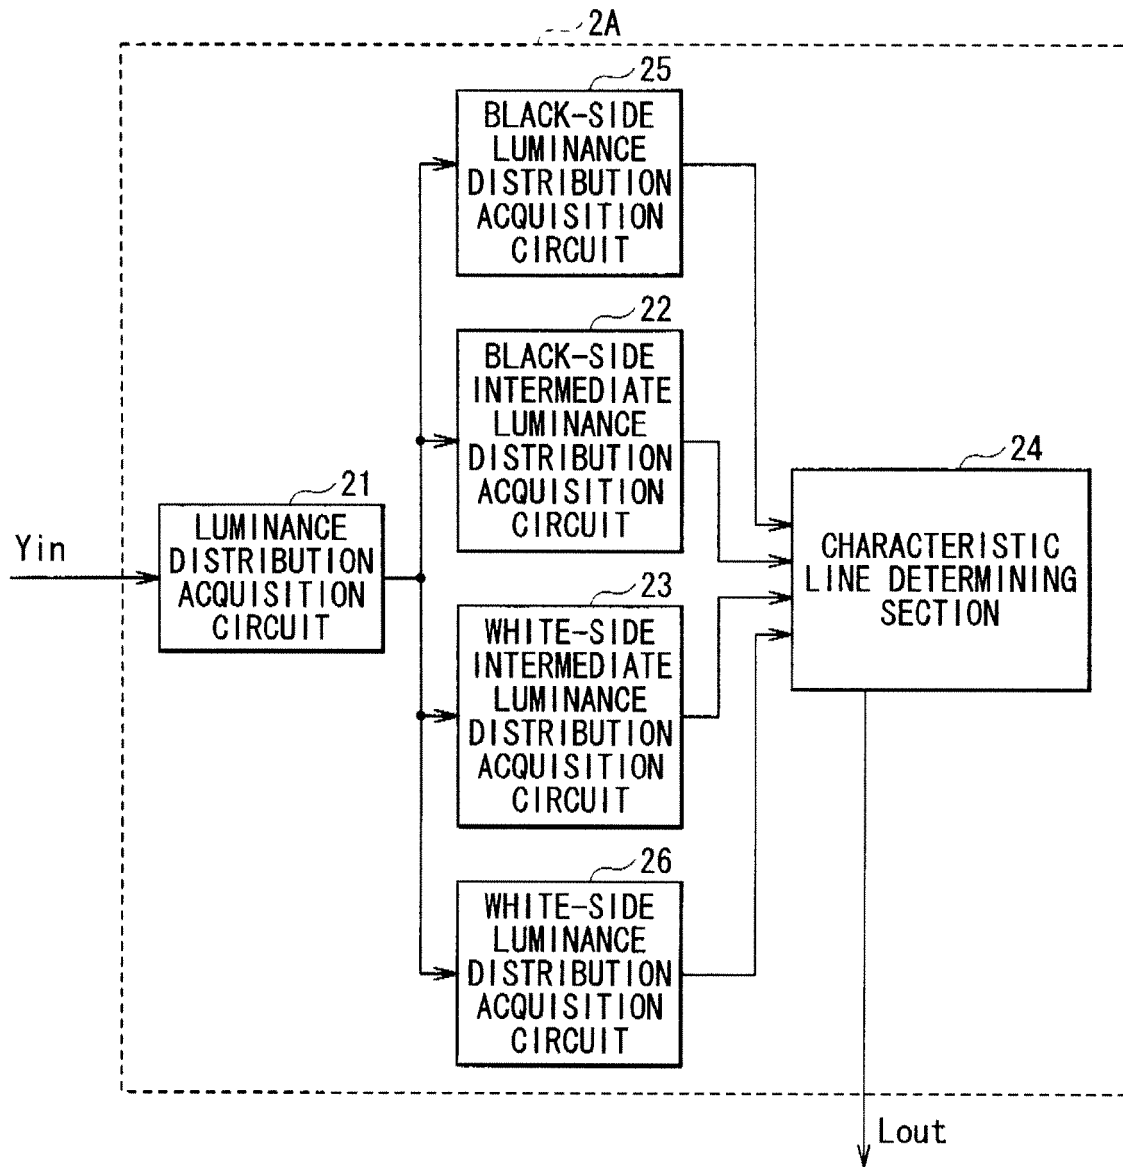 2A
25
BLACK-SIDE
LUMINANCE
DISTRIBUTION
ACQUISITION
CIRCUIT
22
BLACK-SIDE
INTERMEDIATE
LUMINANCE
DISTRIBUTION
ACQUISITION
CIRCUIT
21
LUMINANCE
DISTRIBUTION
ACQUISITION
CIRCUIT
Yin
23
WHITE-SIDE
INTERMEDIATE
LUMINANCE
DISTRIBUTION
ACQUISITION
CIRCUIT
24
CHARACTERISTIC
LINE DETERMINING
SECTION
26
WHITE-SIDE
LUMINANCE
DISTRIBUTION
ACQUISITION
CIRCUIT
Lout